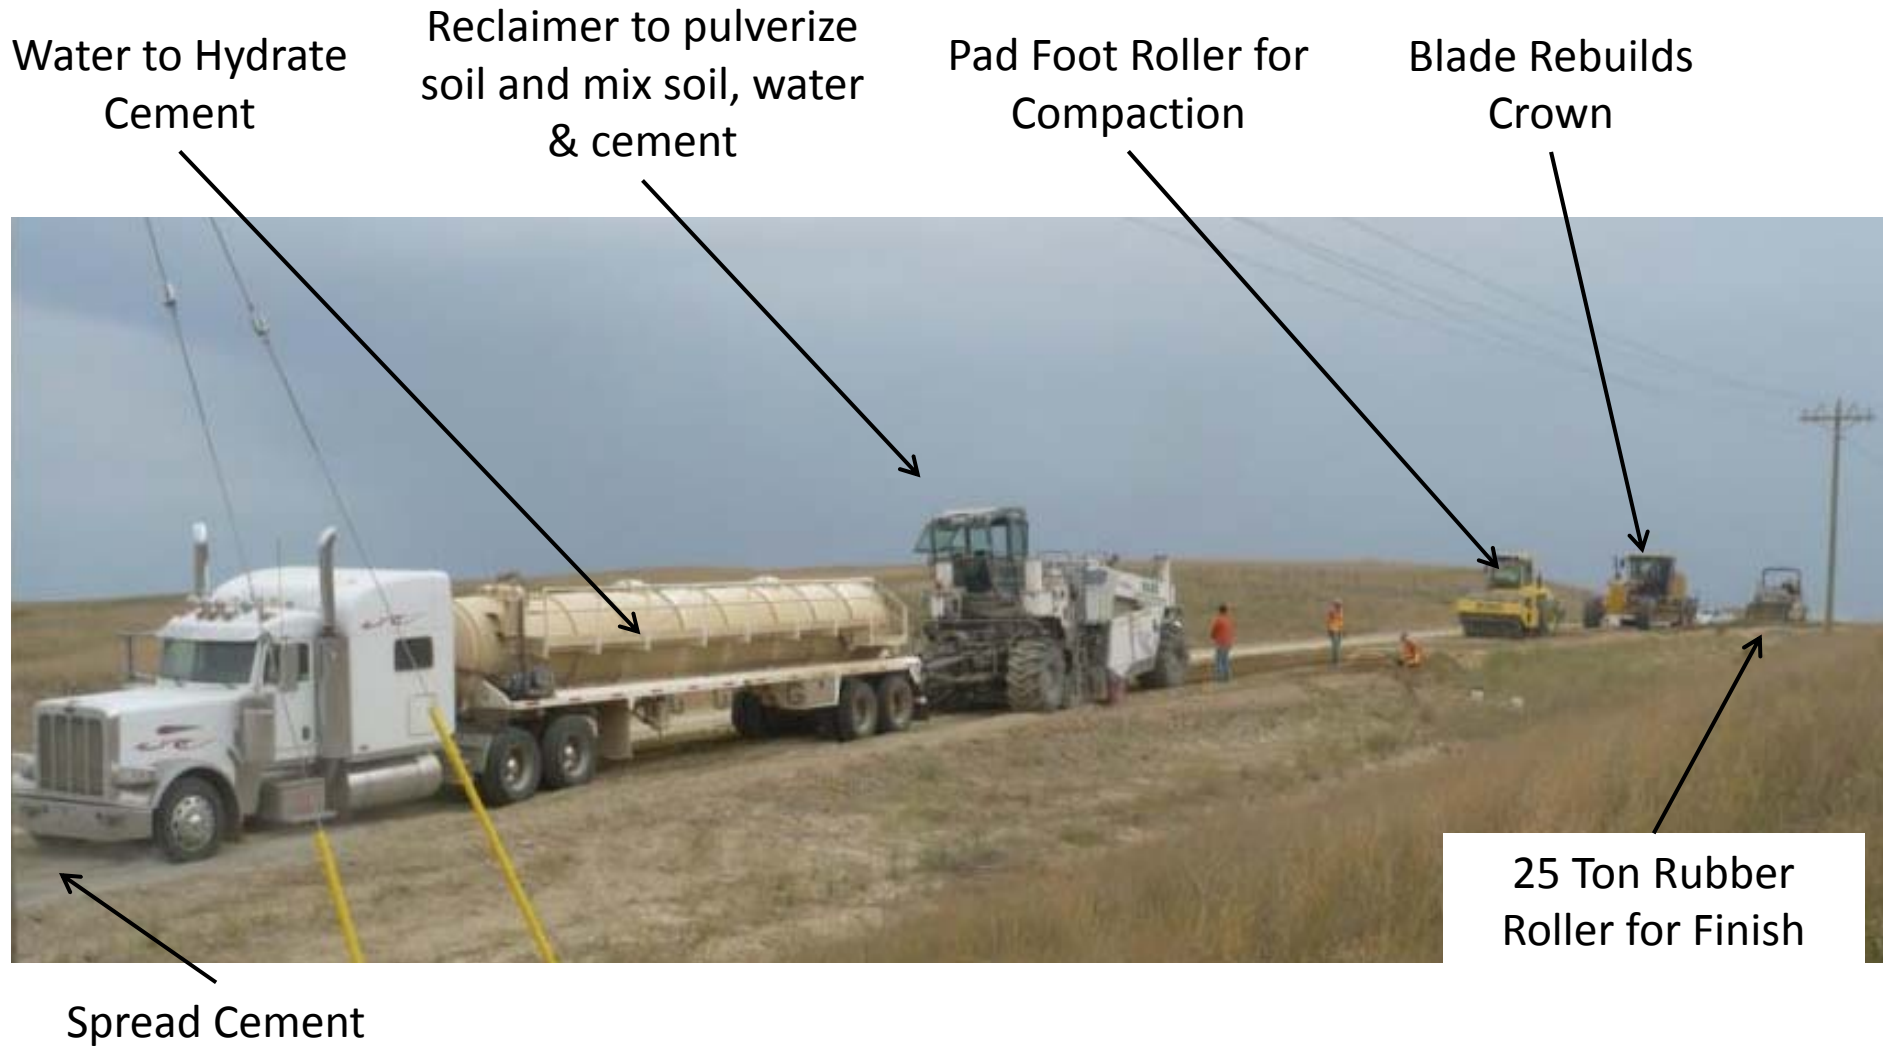 Water to Hydrate
Cement
Reclaimer to pulverize
soil and mix soil, water
& cement
Pad Foot Roller for
Compaction
Blade Rebuilds
Crown
25 Ton Rubber
Roller for Finish
Spread Cement